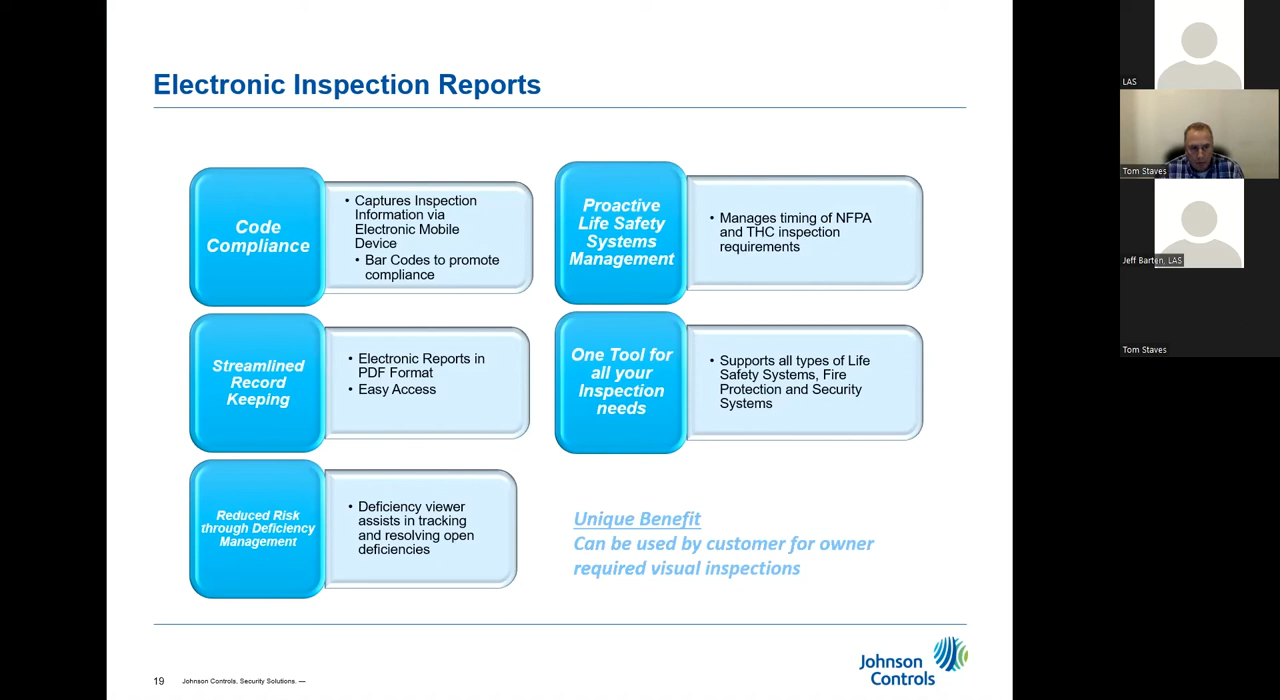 Electronic Inspection Reports
Code
Compliance
• Captures Inspection
Information via
Electronic Mobile
Device
• Bar Codes to promote
compliance
Proactive
Life Safety
Systems
Management
• Manages timing of NFPA
and THC inspection
requirements
Streamlined
Record
Keeping
• Electronic Reports in
PDF Format
• Easy Access
One Tool for
all your
Inspection
needs
• Supports all types of Life
Safety Systems, Fire
Protection and Security
Systems
Reduced Risk
through Deficiency
Management
• Deficiency viewer
assists in tracking
and resolving open
deficiencies
Unique Benefit
Can be used by customer for owner
required visual inspections
19 Johnson Controls. Security Solutions. —
Johnson
Controls
LAS
Tom Staves
Jeff Barten, LAS
Tom Staves